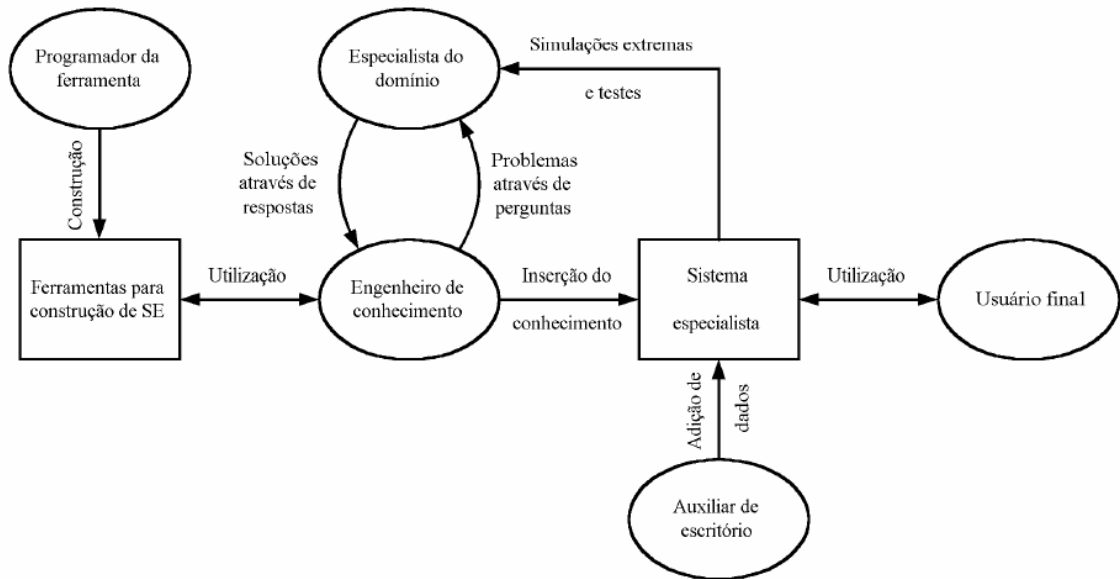 Programador da
ferramenta
Especialista do
domínio
Simulações extremas
e testes
Construção
Soluções
através de
respostas
Problemas
através de
perguntas
Ferramentas para
construção de SE
Utilização
Engenheiro de
conhecimento
Inserção do
conhecimento
Sistema
especialista
Utilização
Usuário final
Adição de
dados
Auxiliar de
escritório